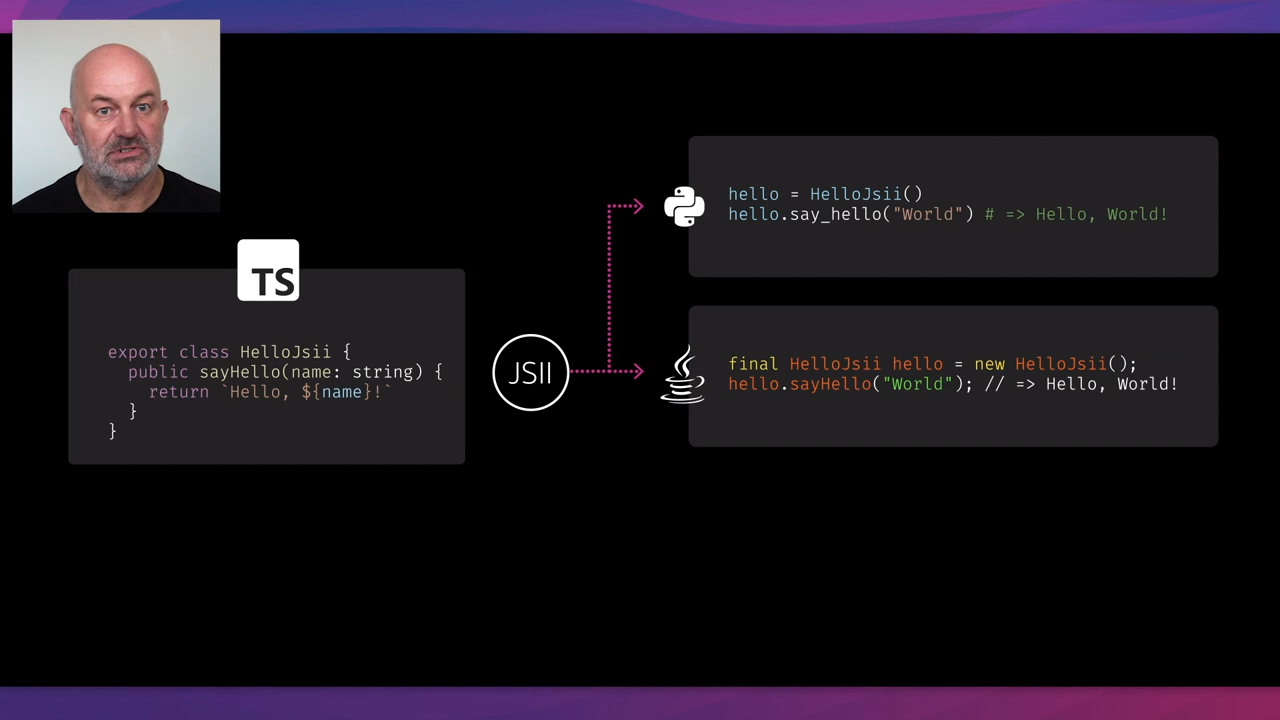 TS
export class HelloJsii {
public sayHello(name: string) {
return `Hello, ${name}!`
}
}
JSII
hello = HelloJsii()
hello.say_hello("World") # => Hello, World!
final HelloJsii hello = new HelloJsii();
hello.sayHello("World"); // => Hello, World!